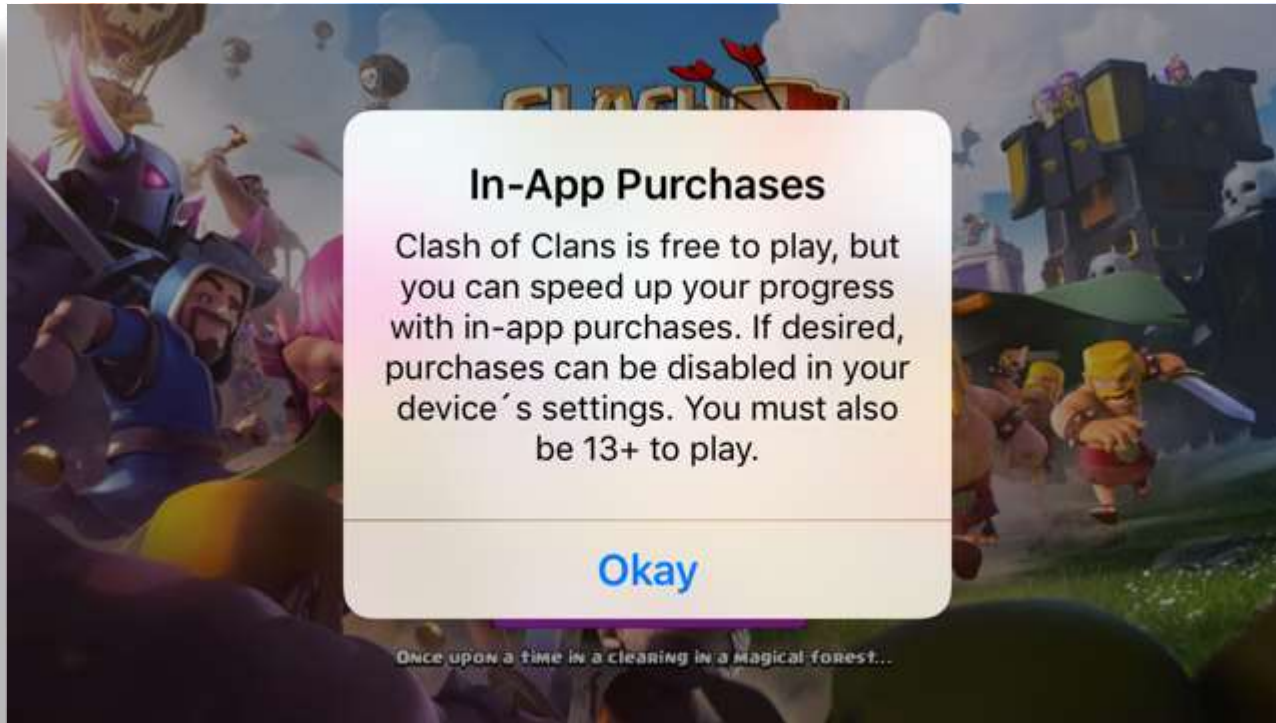 CLASH
In-App Purchases
Clash of Clans is free to play, but
you can speed up your progress
with in-app purchases. If desired,
purchases can be disabled in your
device´s settings. You must also
be 13+ to play.
Okay
Once upon a time in a clearing in a magical forest...